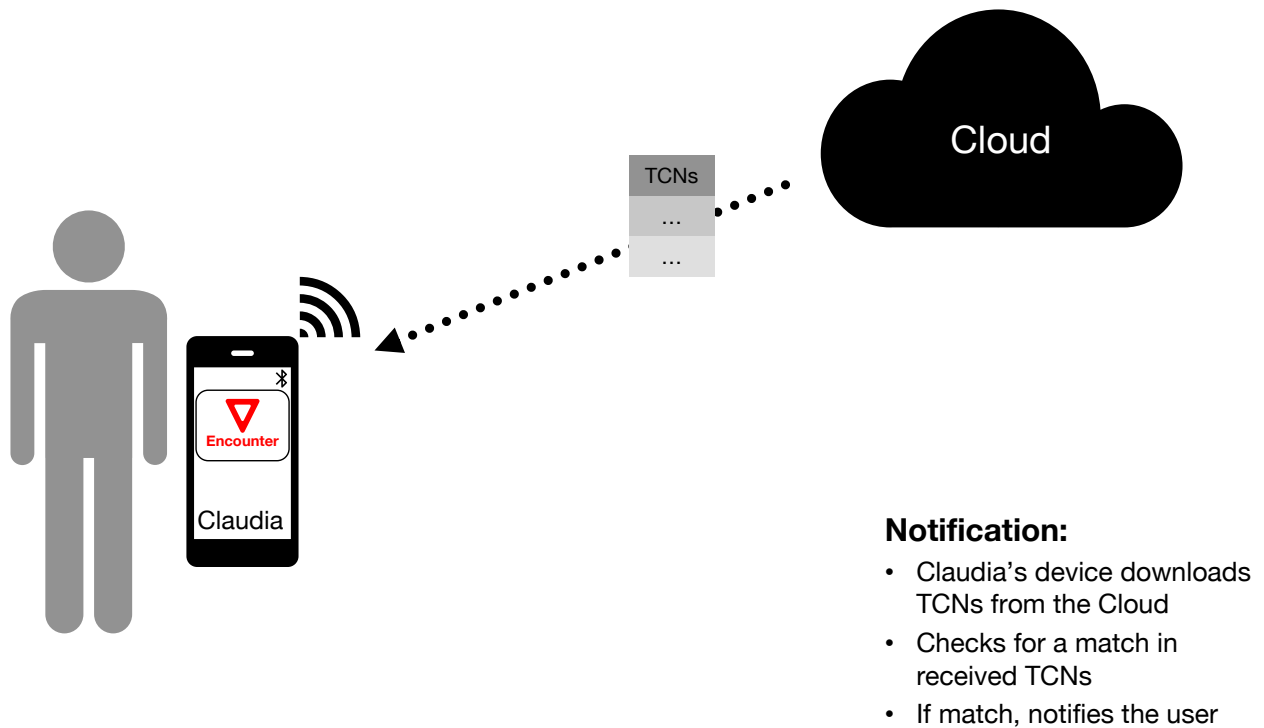 Cloud
TCNs
...
...
Encounter
Claudia
Notification:
• Claudia’s device downloads
TCNs from the Cloud
• Checks for a match in
received TCNs
• If match, notifies the user